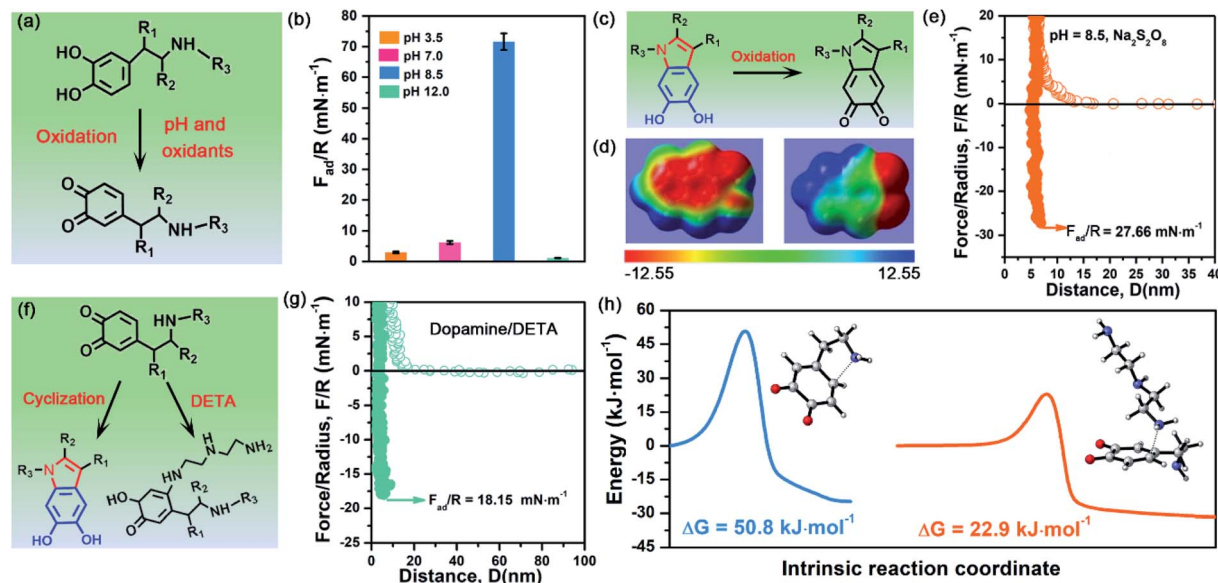 (a)
HO
HO
R1
NH
R3
R2
Oxidation
pH and
oxidants
O
O
R2
NH
R3
R1
(b)
Fad/R (mN·m-1)
80
70
60
50
40
30
20
10
0
pH 3.5
pH 7.0
pH 8.5
pH 12.0
(c)
R2
R3
N
R1
HO
OH
Oxidation
R2
R3
N
R1
O
O
(d)
-12.55
12.55
(e)
pH = 8.5, Na2S2O8
Force/Radius, F/R (mN·m-1)
20
10
0
-10
-20
-30
Fad/R = 27.66 mN·m-1
0 5 10 15 20 25 30 35 40
Distance, D(nm)
(f)
O
O
HN
R3
R2
R1
Cyclization
DETA
R2
R3
N
R1
HO
OH
H
N
NH2
HN
HO
O
R2
NH
R3
R1
(g)
Dopamine/DETA
Force/Radius, F/R (mN·m-1)
10
5
0
-5
-10
-15
-20
-25
Fad/R = 18.15 mN·m-1
0 20 40 60 80 100
Distance, D(nm)
(h)
Energy (kJ·mol-1)
60
45
30
15
0
-15
-30
-45
ΔG = 50.8 kJ·mol-1
ΔG = 22.9 kJ·mol-1
Intrinsic reaction coordinate